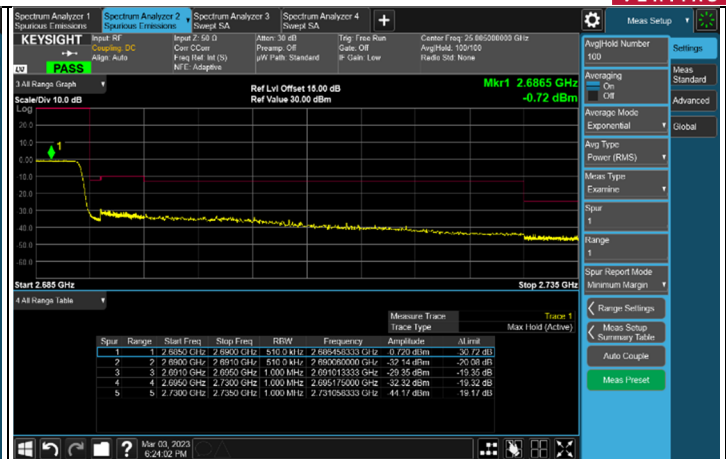 Spectrum Analyzer 1
Spurious Emissions
Spectrum Analyzer 2
Spurious Emissions
Spectrum Analyzer 3
Swept SA
Spectrum Analyzer 4
Swept SA
+
Meas Setup
KEYSIGHT
Input: RF
Coupling: DC
Align: Auto
Input Z: 50 Ω
Corr CCorr
Freq Ref: Int (S)
NFE: Adaptive
Atten: 30 dB
Preamp: Off
µW Path: Standard
Trig: Free Run
Gate: Off
IF Gain: Low
Center Freq: 25.005000000 GHz
Avg|Hold: 100/100
Radio Std: None
PASS
3 All Range Graph
Scale/Div 10.0 dB
Ref Lvl Offset 15.00 dB
Ref Value 30.00 dBm
Mkr1 2.6865 GHz
-0.72 dBm
Log
20.0
10.0
0.00
-10.0
-20.0
-30.0
-40.0
-50.0
-60.0
1
Start 2.685 GHz
Stop 2.735 GHz
4 All Range Table
Measure Trace Trace 1
Trace Type Max Hold (Active)
Spur Range Start Freq Stop Freq RBW Frequency Amplitude ΔLimit
1 1 2.6850 GHz 2.6900 GHz 510.0 kHz 2.686458333 GHz -0.720 dBm -30.72 dB
2 2 2.6900 GHz 2.6910 GHz 510.0 kHz 2.690060000 GHz -32.14 dBm -20.08 dB
3 3 2.6910 GHz 2.6950 GHz 1.000 MHz 2.691013333 GHz -29.35 dBm -19.35 dB
4 4 2.6950 GHz 2.7300 GHz 1.000 MHz 2.695175000 GHz -32.32 dBm -19.32 dB
5 5 2.7300 GHz 2.7350 GHz 1.000 MHz 2.731058333 GHz -44.17 dBm -19.17 dB
Avg|Hold Number
100
Averaging
On
Off
Average Mode
Exponential
Avg Type
Power (RMS)
Meas Type
Examine
Spur
1
Range
1
Spur Report Mode
Minimum Margin
Range Settings
Meas Setup
Summary Table
Auto Couple
Meas Preset
Settings
Meas
Standard
Advanced
Global
?
Mar 03, 2023
6:24:02 PM